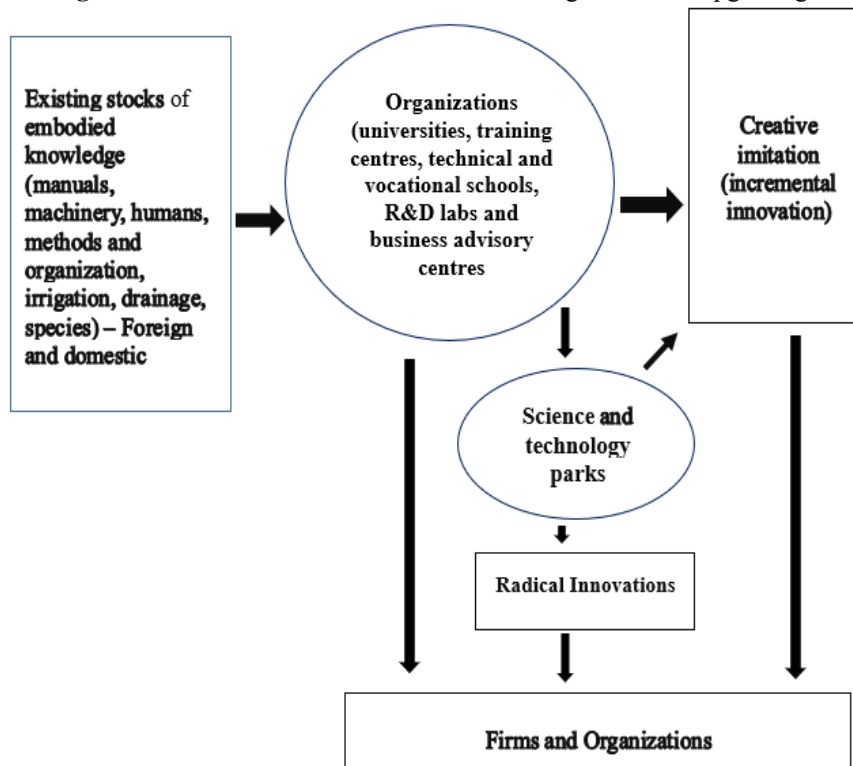 Existing stocks of
embodied
knowledge
(manuals,
machinery, humans,
methods and
organization,
irrigation, drainage,
species) – Foreign
and domestic
Organizations
(universities, training
centres, technical and
vocational schools,
R&D labs and
business advisory
centres
Creative
imitation
(incremental
innovation)
Science and
technology
parks
Radical Innovations
Firms and Organizations